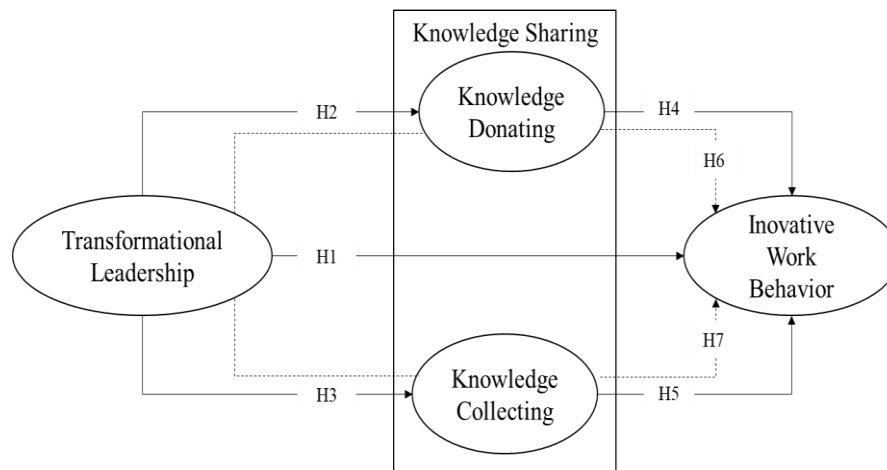 Knowledge Sharing
Knowledge
Donating
H2
H4
H6
Transformational
Leadership
H1
Inovative
Work
Behavior
H7
Knowledge
Collecting
H3
H5